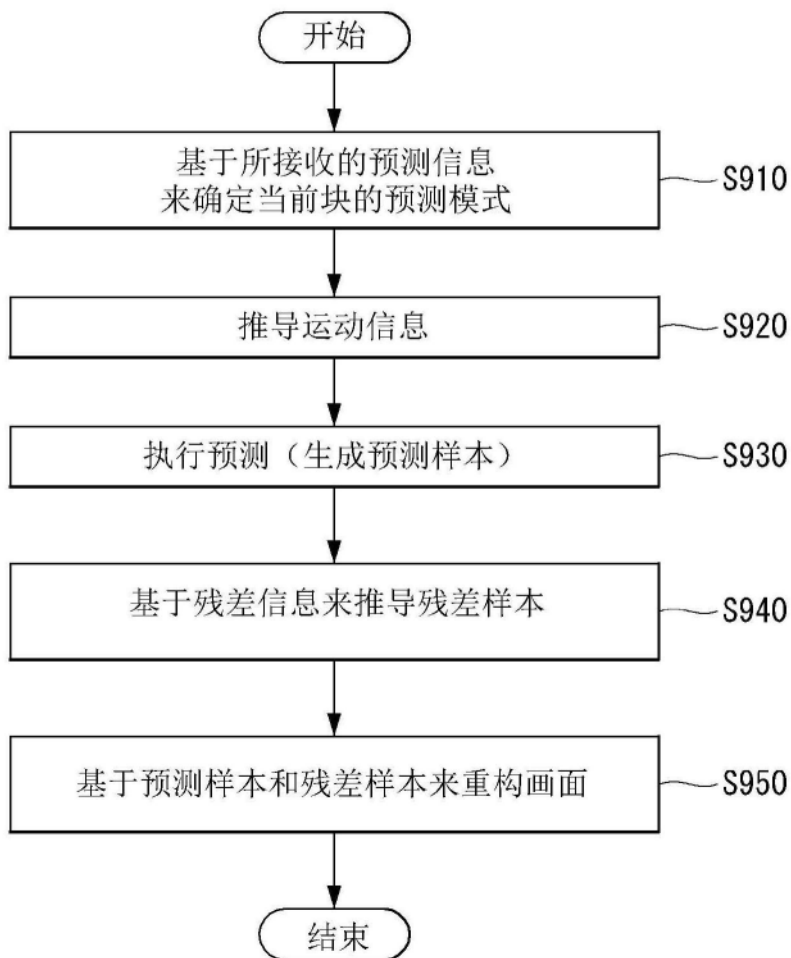 开始
基于所接收的预测信息
来确定当前块的预测模式
S910
推导运动信息
S920
执行预测（生成预测样本）
S930
基于残差信息来推导残差样本
S940
基于预测样本和残差样本来重构画面
S950
结束